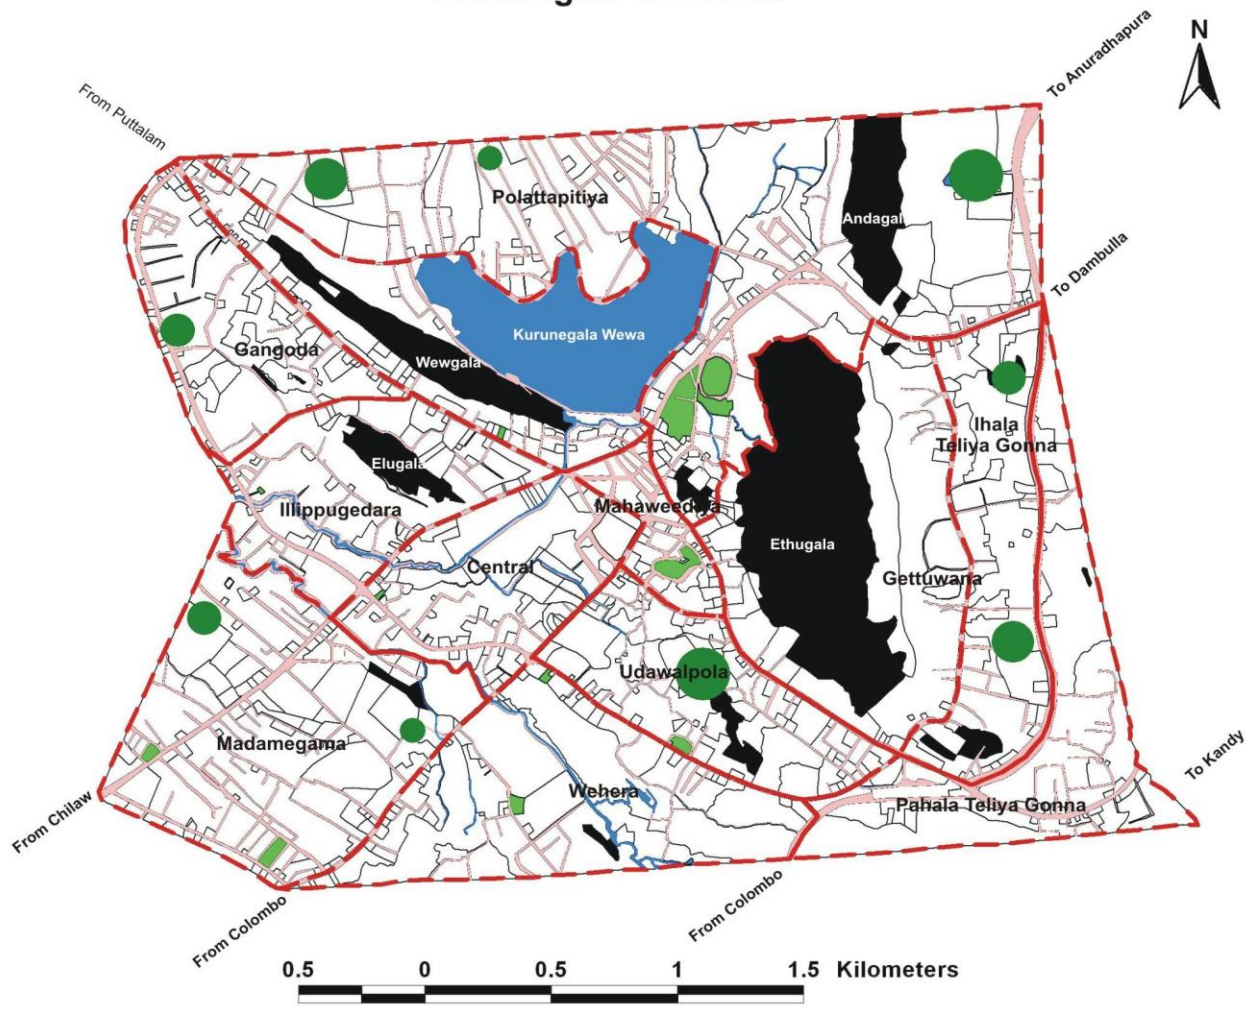 N
To Anuradhapura
From Puttalam
Polattapitiya
Andagala
To Dambulla
Kurunegala Wewa
Gangoda
Wewgala
Ihala
Teliya Gonna
Elugala
Illippugedara
Mahaweediya
Ethugala
Central
Gettuwana
Udawalpola
Madamegama
Wehera
Pahala Teliya Gonna
To Kandy
From Chilaw
From Colombo
From Colombo
0.5 0 0.5 1 1.5 Kilometers